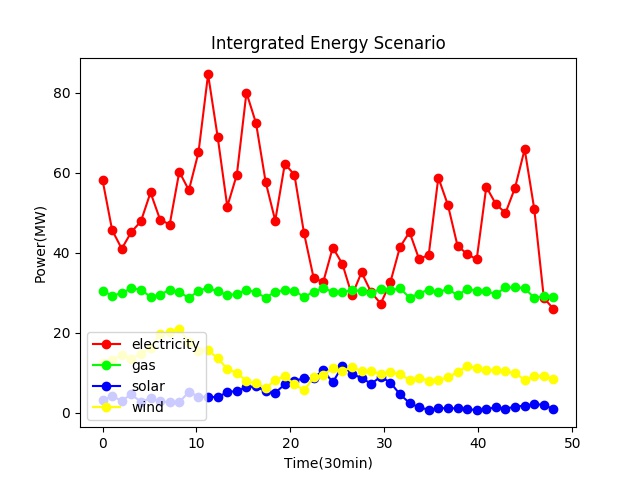 Intergrated Energy Scenario
Power(MW)
80
60
40
20
0
electricity
gas
solar
wind
0 10 20 30 40 50
Time(30min)